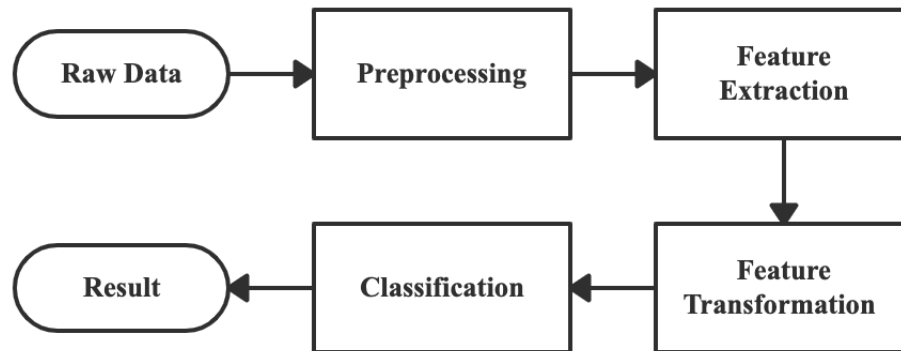 Raw Data
Preprocessing
Feature
Extraction
Result
Classification
Feature
Transformation